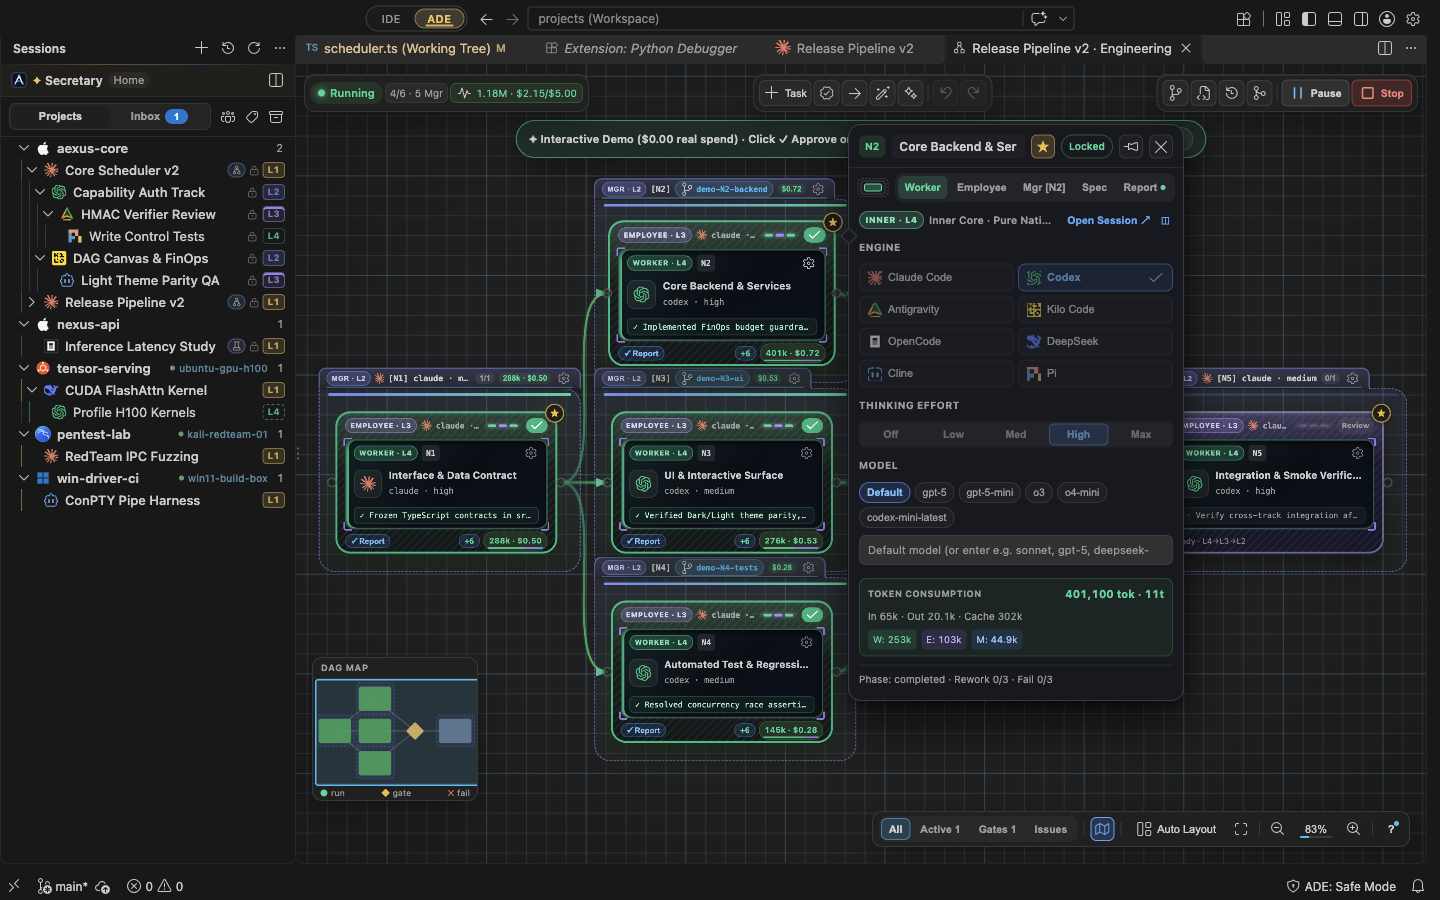 IDE
ADE
projects (Workspace)
Sessions
TS scheduler.ts (Working Tree) M
Extension: Python Debugger
Release Pipeline v2
Release Pipeline v2 · Engineering
Secretary Home
Projects
Inbox 1
aexus-core 2
Core Scheduler v2 L1
Capability Auth Track L2
HMAC Verifier Review L3
Write Control Tests L4
DAG Canvas & FinOps L2
Light Theme Parity QA L3
Release Pipeline v2 L1
nexus-api 1
Inference Latency Study L1
tensor-serving ubuntu-gpu-h100 1
CUDA FlashAttn Kernel L1
Profile H100 Kernels L4
pentest-lab kali-redteam-01 1
RedTeam IPC Fuzzing L1
win-driver-ci win11-build-box 1
ConPTY Pipe Harness L1
Running
4/6 · 5 Mgr
1.18M · $2.15/$5.00
Task
Pause
Stop
✦ Interactive Demo ($0.00 real spend) · Click ✓ Approve
MGR · L2 [N2] demo-N2-backend $0.72
EMPLOYEE · L3 claude ·…
WORKER · L4 N2
Core Backend & Services
codex · high
✓ Implemented FinOps budget guardra…
✓Report +6 401k · $0.72
MGR · L2 [N1] claude · m… 1/1 288k · $0.50
EMPLOYEE · L3 claude ·…
WORKER · L4 N1
Interface & Data Contract
claude · high
✓ Frozen TypeScript contracts in sr…
✓Report +6 288k · $0.50
MGR · L2 [N3] demo-N3-ui $0.53
EMPLOYEE · L3 claude ·…
WORKER · L4 N3
UI & Interactive Surface
codex · medium
✓ Verified Dark/Light theme parity,…
✓Report +6 276k · $0.53
MGR · L2 [N4] demo-N4-tests $0.28
EMPLOYEE · L3 claude ·…
WORKER · L4 N4
Automated Test & Regressi…
codex · medium
✓ Resolved concurrency race asserti…
✓Report +6 145k · $0.28
N2 Core Backend & Ser Locked
Worker Employee Mgr [N2] Spec Report
INNER · L4 Inner Core · Pure Nati… Open Session ↗
ENGINE
Claude Code
Codex
Antigravity
Kilo Code
OpenCode
DeepSeek
Cline
Pi
THINKING EFFORT
Off Low Med High Max
MODEL
Default gpt-5 gpt-5-mini o3 o4-mini
codex-mini-latest
Default model (or enter e.g. sonnet, gpt-5, deepseek-
TOKEN CONSUMPTION 401,100 tok · 11t
In 65k · Out 20.1k · Cache 302k
W: 253k E: 103k M: 44.9k
Phase: completed · Rework 0/3 · Fail 0/3
L2 [N5] claude · medium 0/1
MPLOYEE · L3 clau… Review
WORKER · L4 N5
Integration & Smoke Verific…
codex · high
Verify cross-track integration af…
dy · L4→L3→L2
DAG MAP
run gate fail
All Active 1 Gates 1 Issues
Auto Layout
83%
?
main*
0 0
ADE: Safe Mode